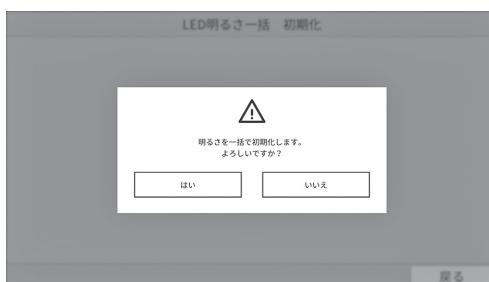 LED明るさ一括　初期化
明るさを一括で初期化します。
よろしいですか？
はい
いいえ
戻る